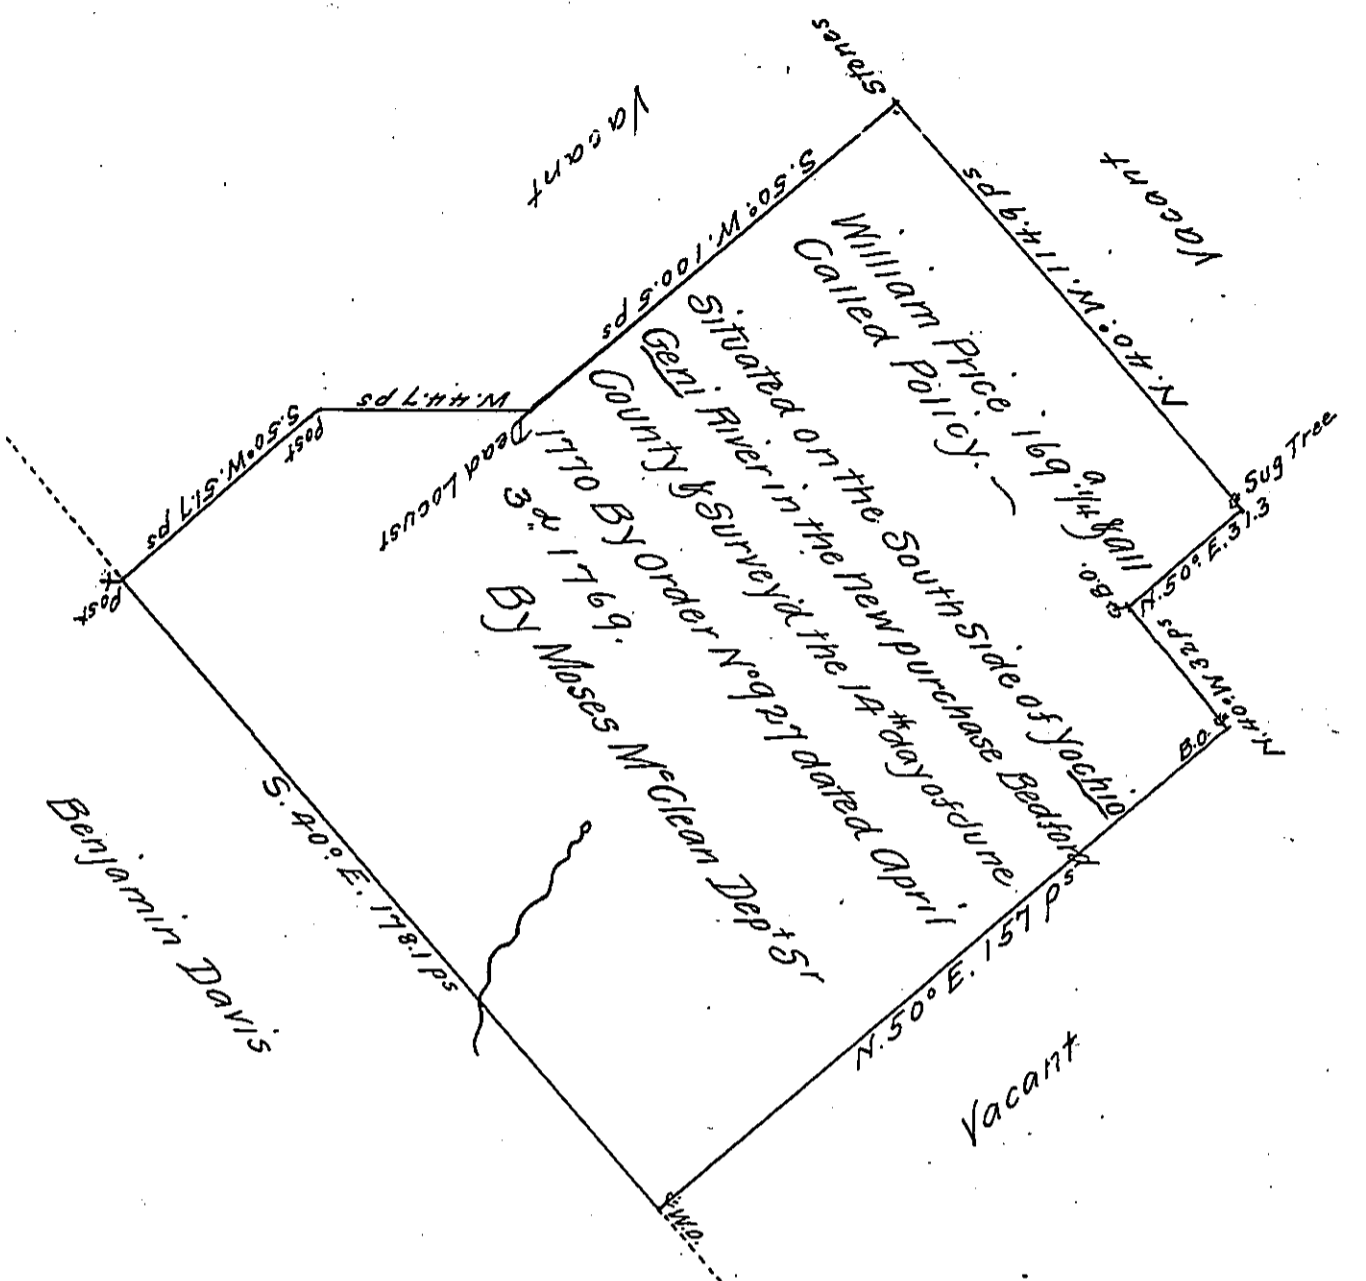 William Price 169 a. 1/4 & all
Called Policy. ~
Situated on the South Side of Yochio
Geni River in the new purchase Bedford
County & Survey'd the 14th day of June
1770 By Order No 927 dated April
3d 1769.
By Moses McClean Dept Sr
Stones
N.40°.W.114.9 ps
Vacant
Sug Tree
N.50°.E.37.3
B.O.
N.40°.W 32 ps
B.O.
N.50° E. 157 Ps
Vacant
W.O.
S. 40° E. 178.1 ps
Benjamin Davis
Post
S.50°.W.51.7 ps
Post
W.44.7 ps
Dead Locust
S.50°.W.100.5 ps
Vacant